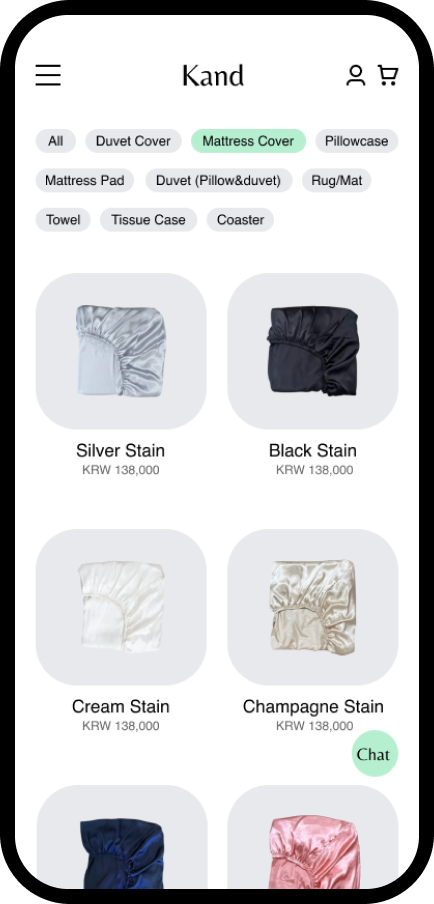 Kand
All Duvet Cover Mattress Cover Pillowcase
Mattress Pad Duvet (Pillow&duvet) Rug/Mat
Towel Tissue Case Coaster
Silver Stain Black Stain
KRW 138,000 KRW 138,000
Cream Stain Champagne Stain
KRW 138,000 KRW 138,000
Chat